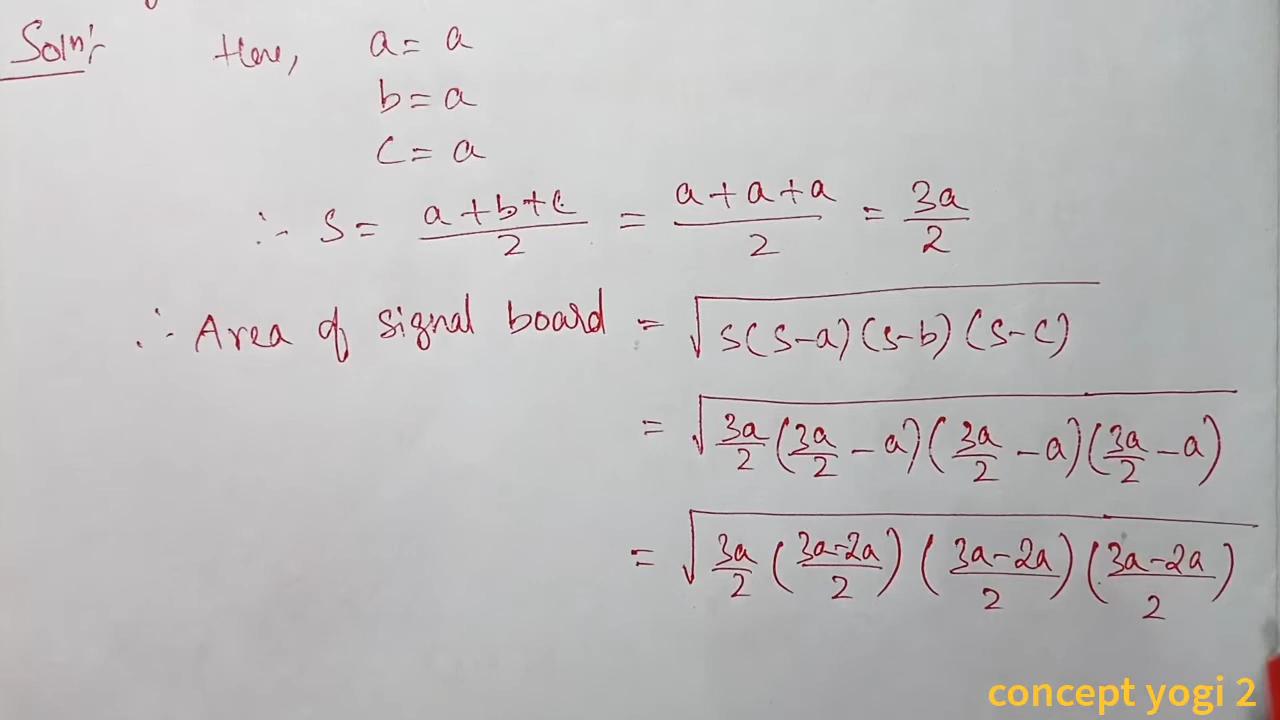 Soln:- Here, a = a
b = a
c = a
∴ S = a+b+c/2 = a+a+a/2 = 3a/2
∴ Area of signal board = √s(s-a)(s-b)(s-c)
= √3a/2(3a/2 - a)(3a/2 - a)(3a/2 - a)
= √3a/2(3a-2a/2)(3a-2a/2)(3a-2a/2)
concept yogi 2